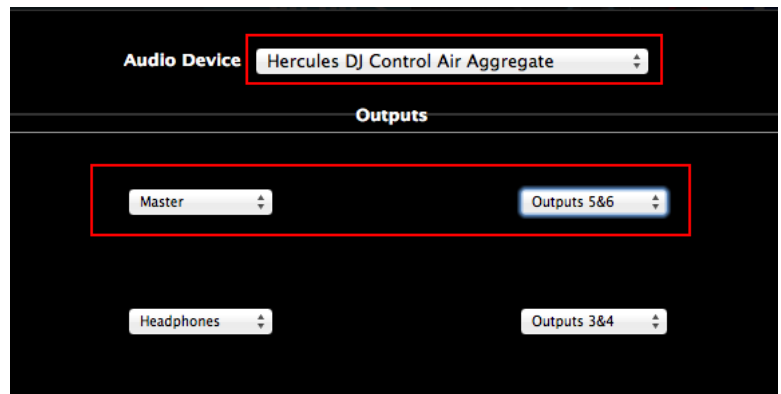 Audio Device Hercules DJ Control Air Aggregate
Outputs
Master Outputs 5&6
Headphones Outputs 3&4